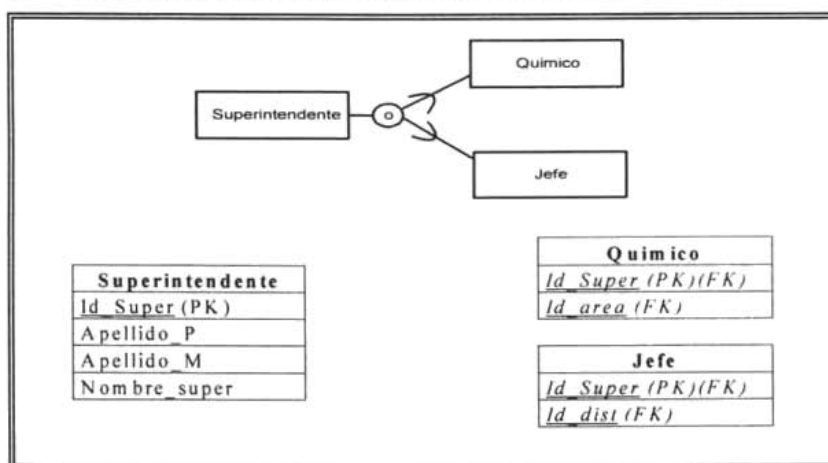 Quimico
Superintendente
o
Jefe
Superintendente
Id_Super (PK)
Apellido_P
Apellido_M
Nombre_super
Quimico
Id_Super (PK)(FK)
Id_area (FK)
Jefe
Id_Super (PK)(FK)
Id_dist (FK)